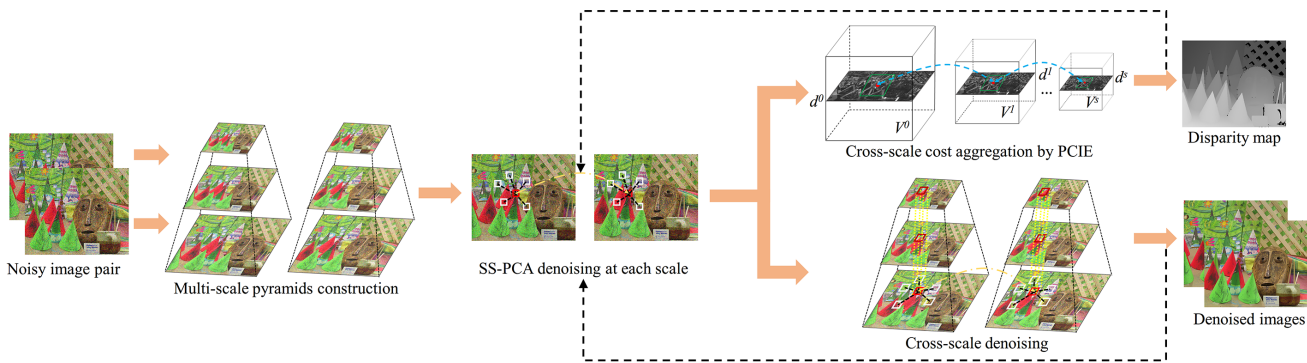 Noisy image pair
Multi-scale pyramids construction
SS-PCA denoising at each scale
d⁰
V⁰
d¹
V¹
...
dˢ
Vˢ
Cross-scale cost aggregation by PCIE
Disparity map
Cross-scale denoising
Denoised images